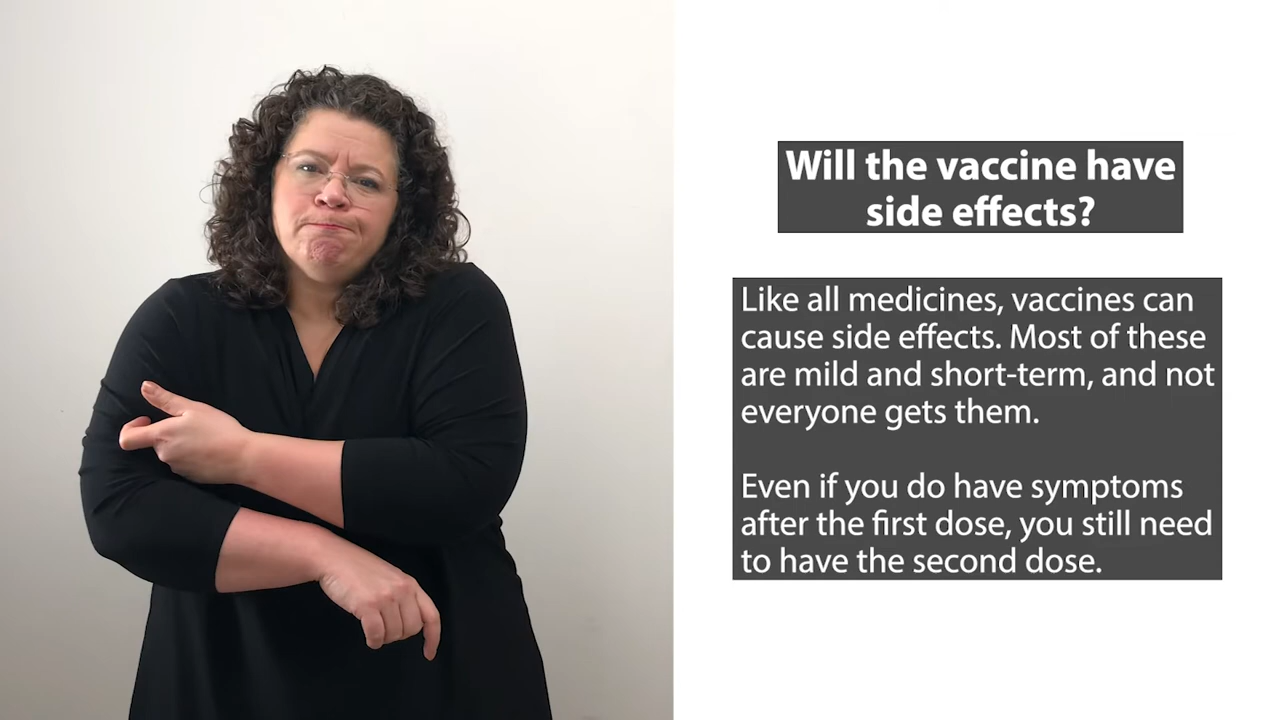 Will the vaccine have
side effects?
Like all medicines, vaccines can
cause side effects. Most of these
are mild and short-term, and not
everyone gets them.
Even if you do have symptoms
after the first dose, you still need
to have the second dose.